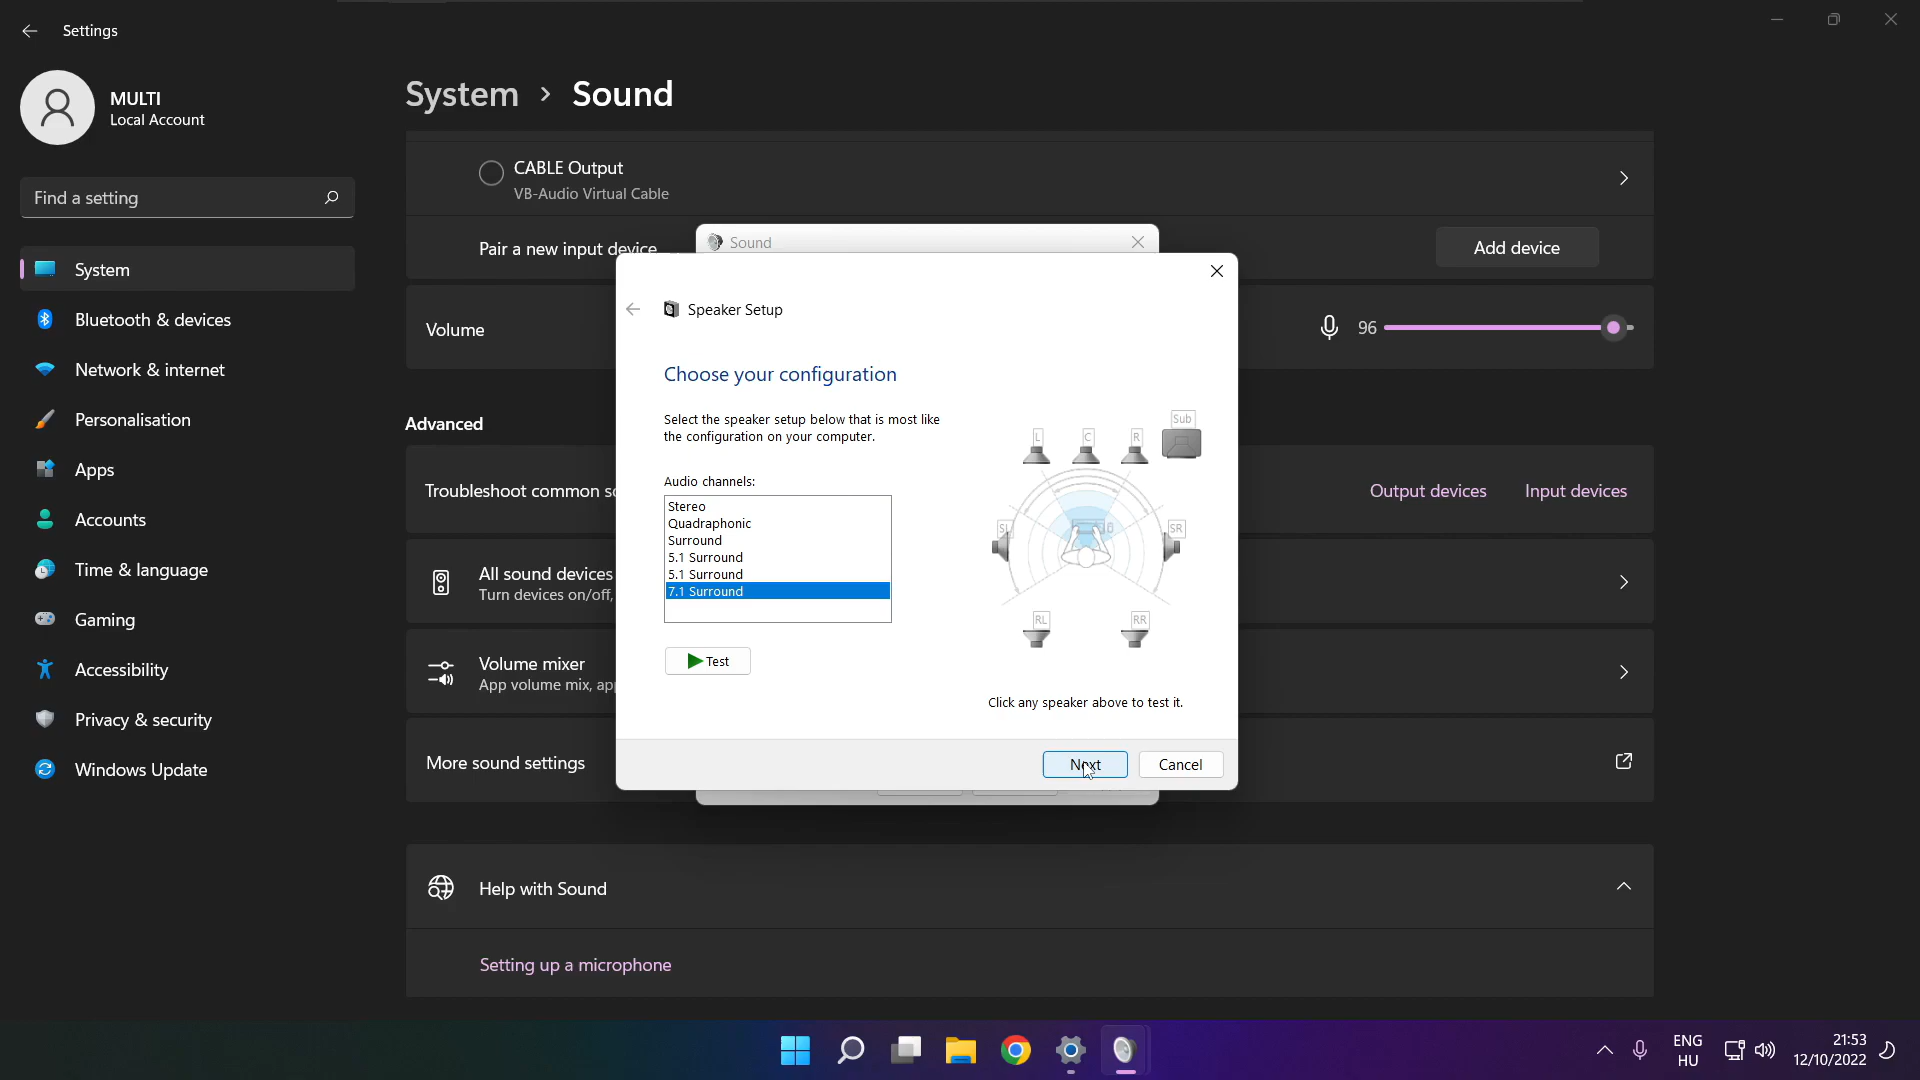 Settings
MULTI
Local Account
Find a setting
System
Bluetooth & devices
Network & internet
Personalisation
Apps
Accounts
Time & language
Gaming
Accessibility
Privacy & security
Windows Update
System > Sound
CABLE Output
VB-Audio Virtual Cable
Pair a new input device
Add device
Volume
96
Advanced
Troubleshoot common so
Output devices
Input devices
All sound devices
Turn devices on/off,
Volume mixer
App volume mix, app
More sound settings
Help with Sound
Setting up a microphone
Sound
Speaker Setup
Choose your configuration
Select the speaker setup below that is most like
the configuration on your computer.
Audio channels:
Stereo
Quadraphonic
Surround
5.1 Surround
5.1 Surround
7.1 Surround
Test
L
C
R
Sub
SL
SR
RL
RR
Click any speaker above to test it.
Next
Cancel
ENG
HU
21:53
12/10/2022